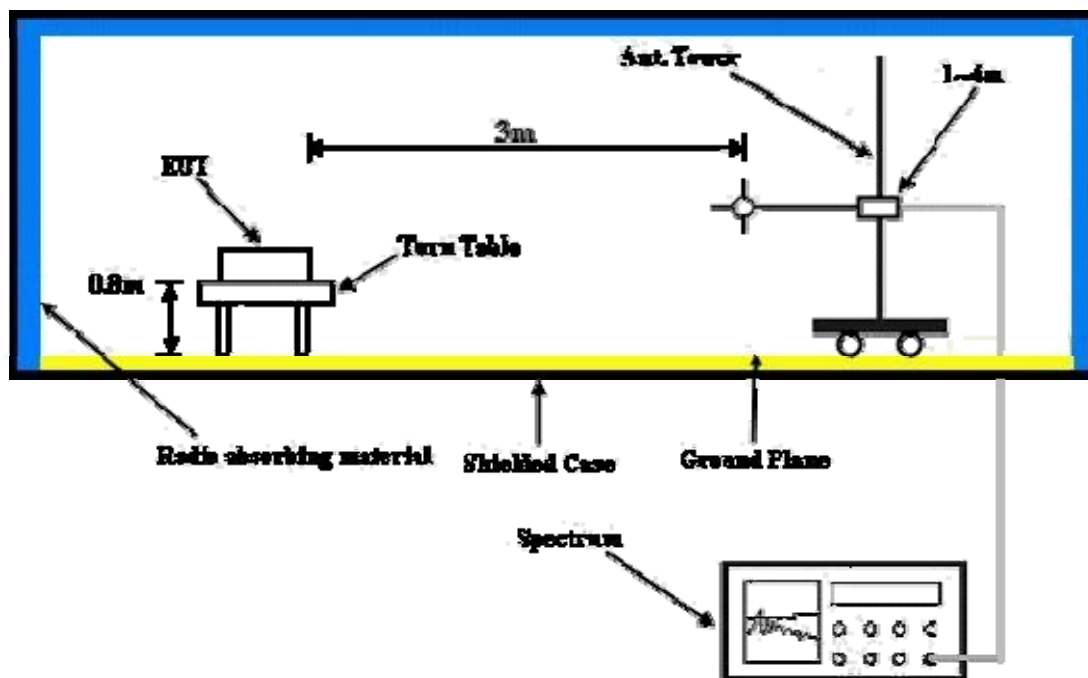 Ant. Tower
1~4m
3m
EUT
Turn Table
0.8m
Radio absorbing material
Shielded Case
Ground Plane
Spectrum